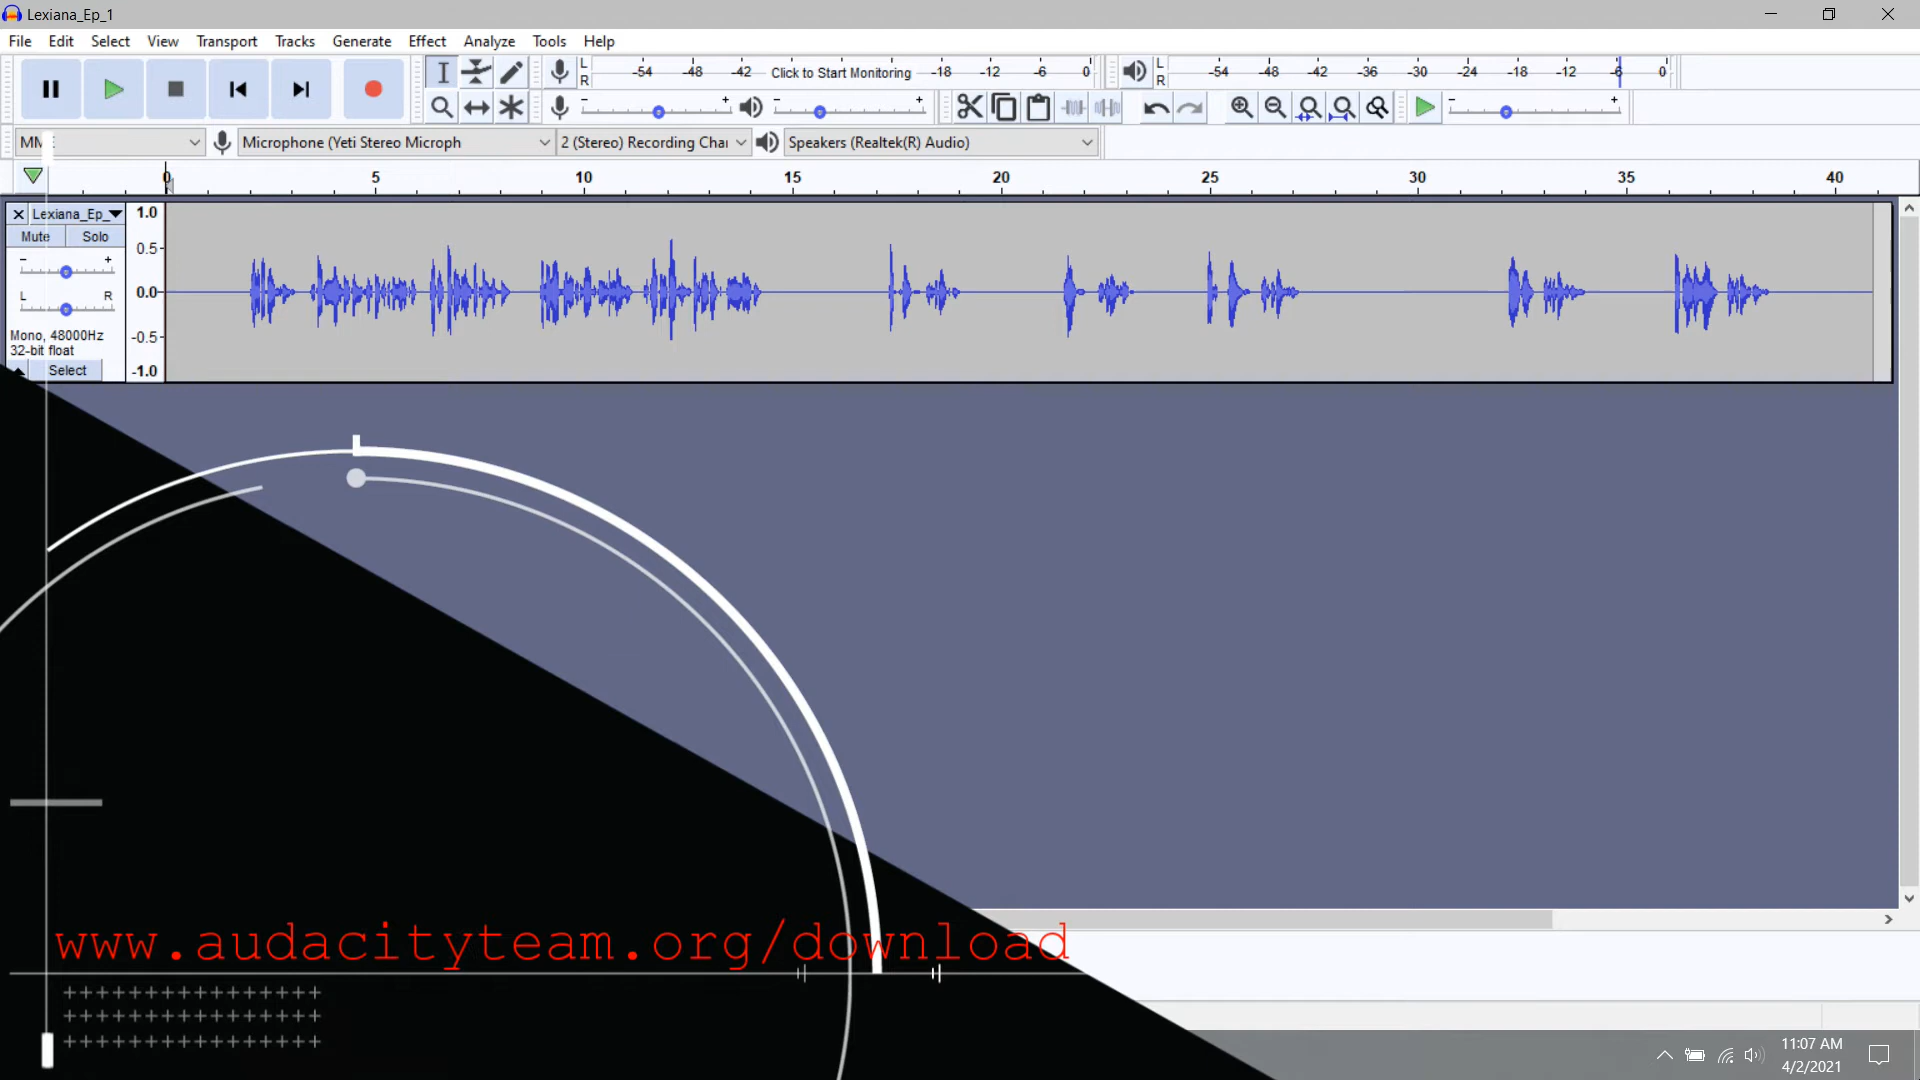 Lexiana_Ep_1
File Edit Select View Transport Tracks Generate Effect Analyze Tools Help
L R -54 -48 -42 Click to Start Monitoring -18 -12 -6 0 L R -54 -48 -42 -36 -30 -24 -18 -12 -6 0
Microphone (Yeti Stereo Microph 2 (Stereo) Recording Chai Speakers (Realtek(R) Audio)
0 5 10 15 20 25 30 35 40
Lexiana_Ep_ 1.0
Mute Solo
0.5
L R
0.0
Mono, 48000Hz
32-bit float
-0.5
Select
-1.0
www.audacityteam.org/download
11:07 AM
4/2/2021